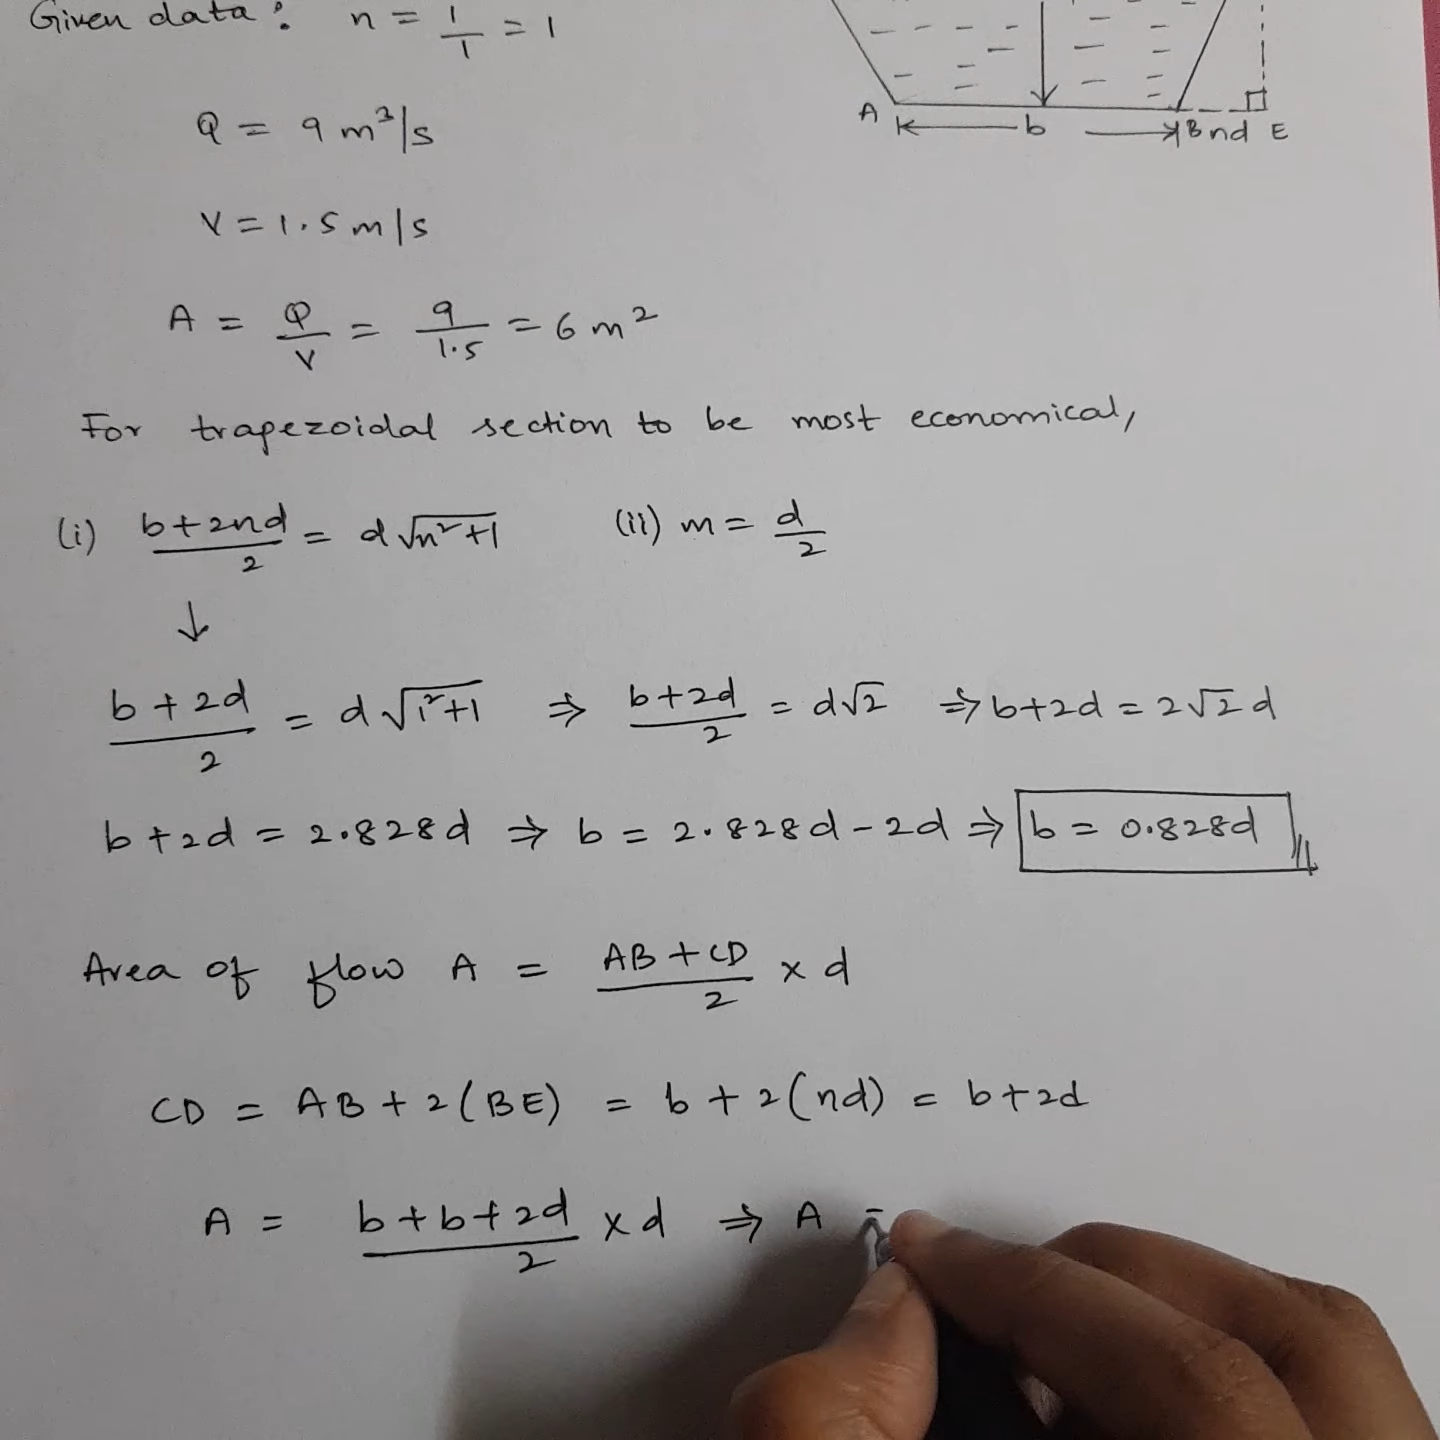 Given data: n = 1/1 = 1
Q = 9 m³/s
V = 1.5 m/s
A = Q/V = 9/1.5 = 6 m²
A b B nd E
For trapezoidal section to be most economical,
(i) b+2nd/2 = d√n²+1 (ii) m = d/2
↓
b+2d/2 = d√1²+1 ⇒ b+2d/2 = d√2 ⇒ b+2d = 2√2 d
b+2d = 2.828d ⇒ b = 2.828d - 2d ⇒ b = 0.828d
Area of flow A = AB+CD/2 × d
CD = AB + 2(BE) = b + 2(nd) = b+2d
A = b+b+2d/2 × d ⇒ A =